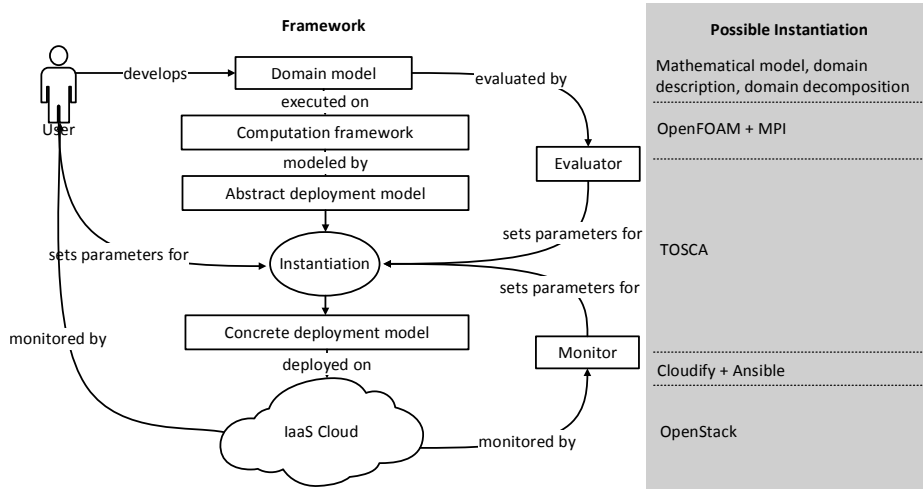 Framework
Possible Instantiation
develops
Domain model
evaluated by
Mathematical model, domain
description, domain decomposition
executed on
User
Computation framework
OpenFOAM + MPI
modeled by
Evaluator
Abstract deployment model
sets parameters for
sets parameters for
Instantiation
TOSCA
sets parameters for
Concrete deployment model
monitored by
Monitor
deployed on
Cloudify + Ansible
IaaS Cloud
monitored by
OpenStack